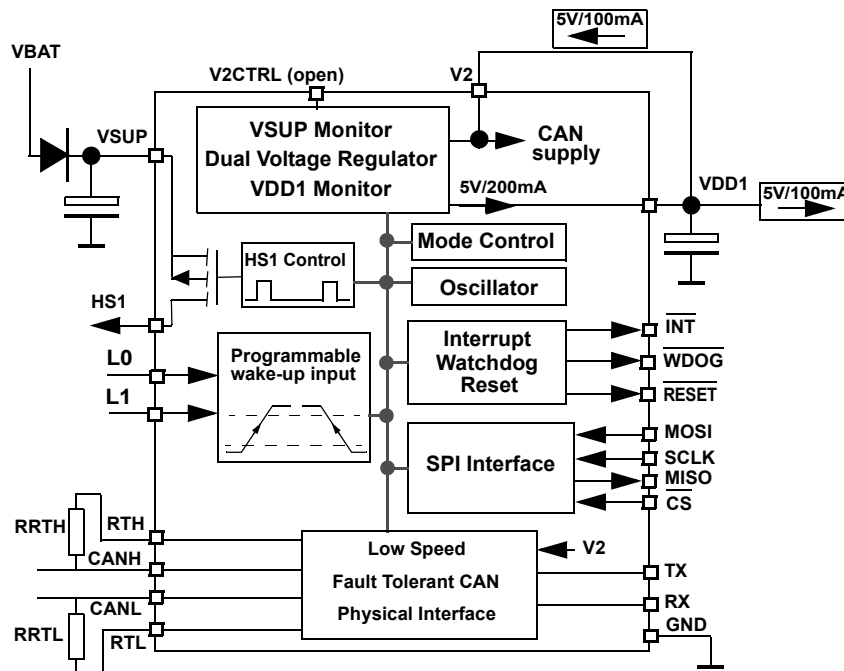 5V/100mA
VBAT
V2CTRL (open)
V2
VSUP
VSUP Monitor
Dual Voltage Regulator
VDD1 Monitor
CAN
supply
5V/200mA
VDD1
5V/100mA
Mode Control
HS1 Control
Oscillator
HS1
INT
L0
Programmable
wake-up input
Interrupt
Watchdog
Reset
WDOG
L1
RESET
MOSI
SPI Interface
SCLK
MISO
CS
RRTH
RTH
Low Speed
V2
CANH
Fault Tolerant CAN
TX
CANL
Physical Interface
RX
RRTL
RTL
GND